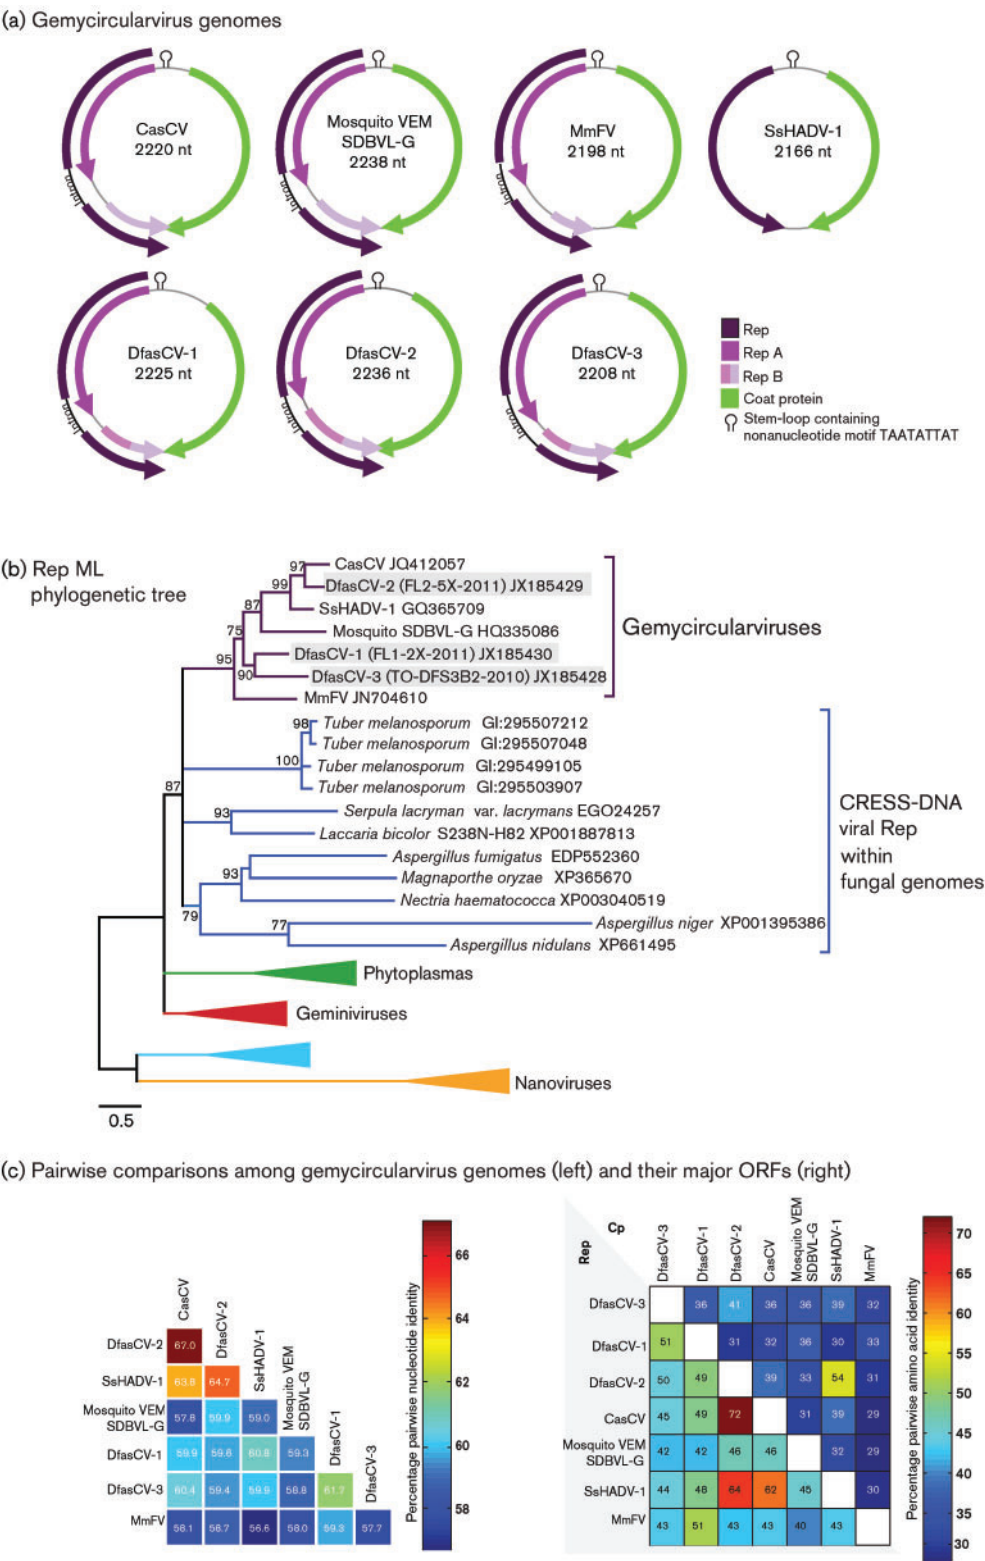 (a) Gemycircularvirus genomes
CasCV
2220 nt
Intron
Mosquito VEM
SDBVL-G
2238 nt
Intron
MmFV
2198 nt
Intron
SsHADV-1
2166 nt
DfasCV-1
2225 nt
Intron
DfasCV-2
2236 nt
Intron
DfasCV-3
2208 nt
Intron
Rep
Rep A
Rep B
Coat protein
Stem-loop containing
nonanucleotide motif TAATATTAT
(b) Rep ML
phylogenetic tree
97 CasCV JQ412057
99 DfasCV-2 (FL2-5X-2011) JX185429
87 SsHADV-1 GQ365709
75 Mosquito SDBVL-G HQ335086
95 DfasCV-1 (FL1-2X-2011) JX185430
90 DfasCV-3 (TO-DFS3B2-2010) JX185428
MmFV JN704610
Gemycircularviruses
98 Tuber melanosporum GI:295507212
Tuber melanosporum GI:295507048
100 Tuber melanosporum GI:295499105
Tuber melanosporum GI:295503907
87
93 Serpula lacryman var. lacrymans EGO24257
Laccaria bicolor S238N-H82 XP001887813
Aspergillus fumigatus EDP552360
93 Magnaporthe oryzae XP365670
Nectria haematococca XP003040519
79
77 Aspergillus niger XP001395386
Aspergillus nidulans XP661495
CRESS-DNA
viral Rep
within
fungal genomes
Phytoplasmas
Geminiviruses
Nanoviruses
0.5
(c) Pairwise comparisons among gemycircularvirus genomes (left) and their major ORFs (right)
CasCV
DfasCV-2
SsHADV-1
Mosquito VEM
SDBVL-G
DfasCV-1
DfasCV-3
DfasCV-2 67.0
SsHADV-1 63.8 64.7
Mosquito VEM
SDBVL-G 57.8 59.9 59.0
DfasCV-1 59.9 59.6 60.8 59.3
DfasCV-3 60.4 59.4 59.9 58.8 61.7
MmFV 58.1 58.7 56.6 58.0 59.3 57.7
Percentage pairwise nucleotide identity
66
64
62
60
58
Rep
Cp
DfasCV-3
DfasCV-1
DfasCV-2
CasCV
Mosquito VEM
SDBVL-G
SsHADV-1
MmFV
DfasCV-3 36 41 36 36 39 32
DfasCV-1 51 31 32 36 30 33
DfasCV-2 50 49 39 33 54 31
CasCV 45 49 72 31 39 29
Mosquito VEM
SDBVL-G 42 42 46 46 32 29
SsHADV-1 44 48 64 62 45 30
MmFV 43 51 43 43 40 43
Percentage pairwise amino acid identity
70
65
60
55
50
45
40
35
30